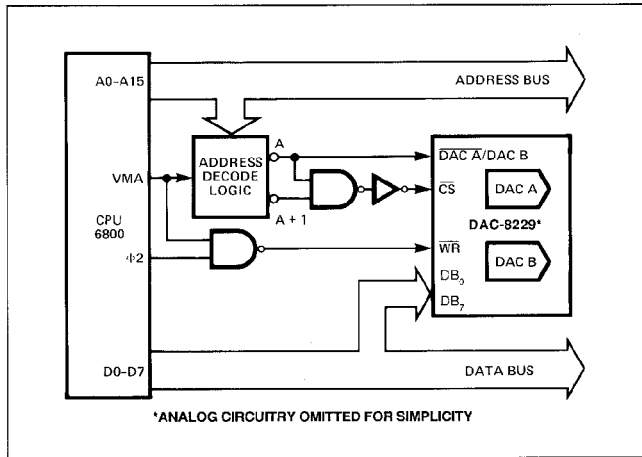 A0–A15
ADDRESS BUS
A
ADDRESS
DECODE
LOGIC
DAC A/DAC B
VMA
CS
DAC A
A + 1
CPU
6800
DAC-8229*
Φ2
WR
DAC B
DB0
DB7
D0–D7
DATA BUS
*ANALOG CIRCUITRY OMITTED FOR SIMPLICITY